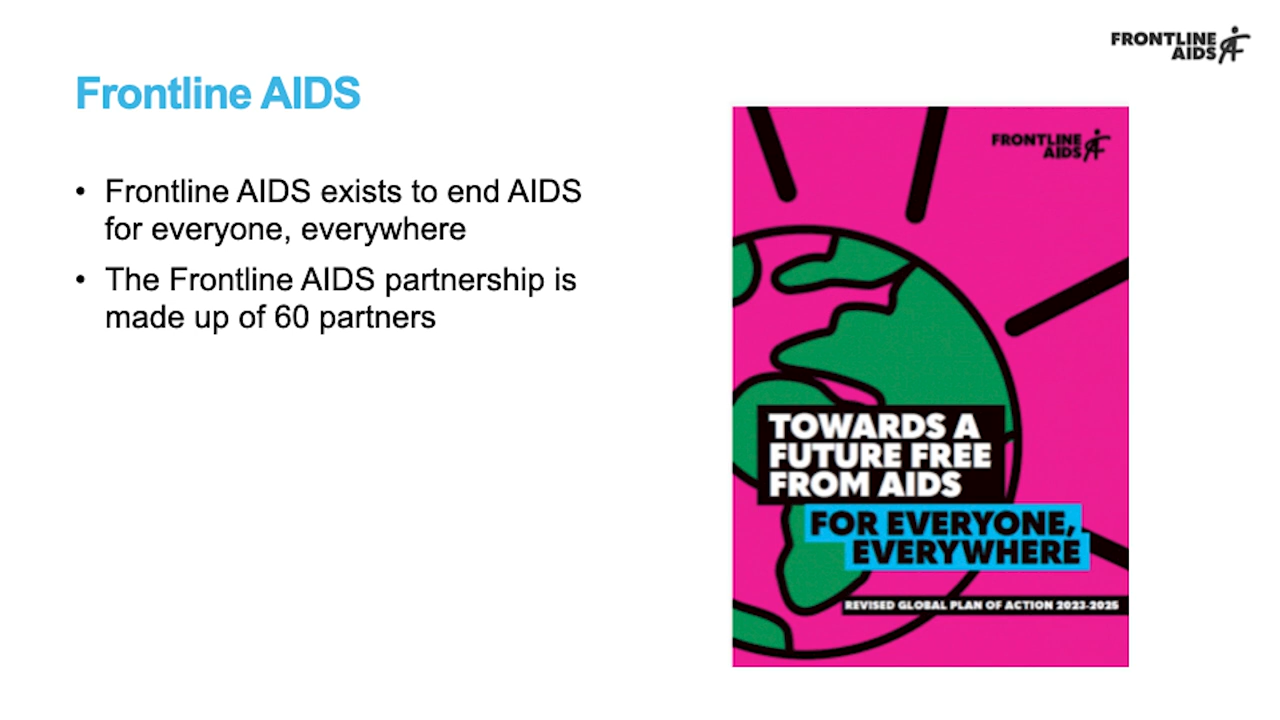 FRONTLINE
AIDS
Frontline AIDS
• Frontline AIDS exists to end AIDS
for everyone, everywhere
• The Frontline AIDS partnership is
made up of 60 partners
FRONTLINE
AIDS
TOWARDS A
FUTURE FREE
FROM AIDS
FOR EVERYONE,
EVERYWHERE
REVISED GLOBAL PLAN OF ACTION 2023-2025